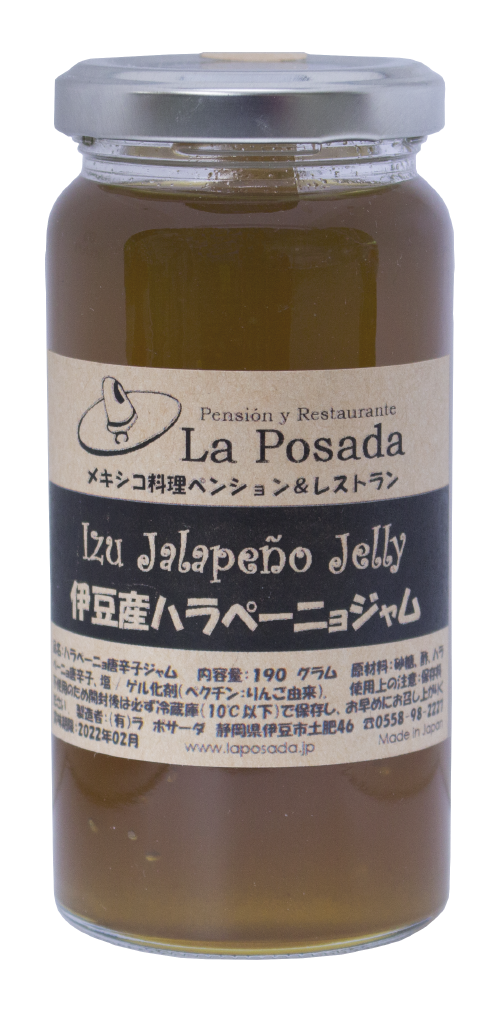 Pensión y Restaurante
La Posada
メキシコ料理ペンション&レストラン
Izu Jalapeño Jelly
伊豆産ハラペーニョジャム
名:ハラペーニョ唐辛子ジャム 内容量:190 グラム 原材料:砂糖、酢、ハラ
ペーニョ唐辛子、塩 / ゲル化剤(ペクチン:りんご由来)、 使用上の注意:保存料
使用のため開封後は必ず冷蔵庫(10℃以下)で保存し、お早めにお召し上がりく
ださい 製造者:(有)ラ ポサーダ 静岡県伊豆市土肥46 ☎0558-98-2227
期限:2022年02月 www.laposada.jp Made in Japan